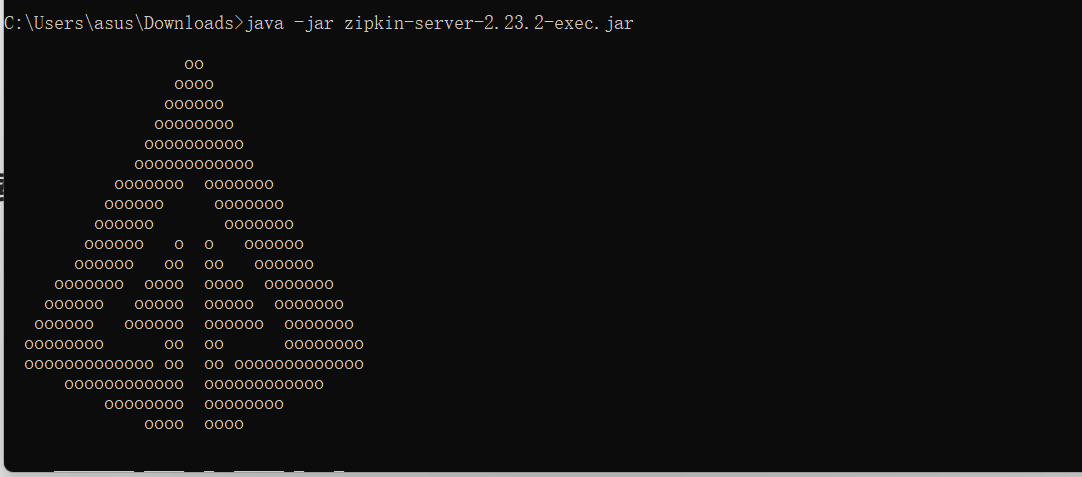 C:\Users\asus\Downloads>java -jar zipkin-server-2.23.2-exec.jar
                  oo
                 oooo
                oooooo
               oooooooo
              oooooooooo
             oooooooooooo
           ooooooo  ooooooo
          oooooo     ooooooo
         oooooo       ooooooo
        oooooo   o  o   oooooo
       oooooo   oo  oo   oooooo
     ooooooo  oooo  oooo  ooooooo
    oooooo   ooooo  ooooo  ooooooo
   oooooo   oooooo  oooooo  ooooooo
  oooooooo      oo  oo      oooooooo
  ooooooooooooo oo  oo ooooooooooooo
      oooooooooooo  oooooooooooo
          oooooooo  oooooooo
              oooo  oooo